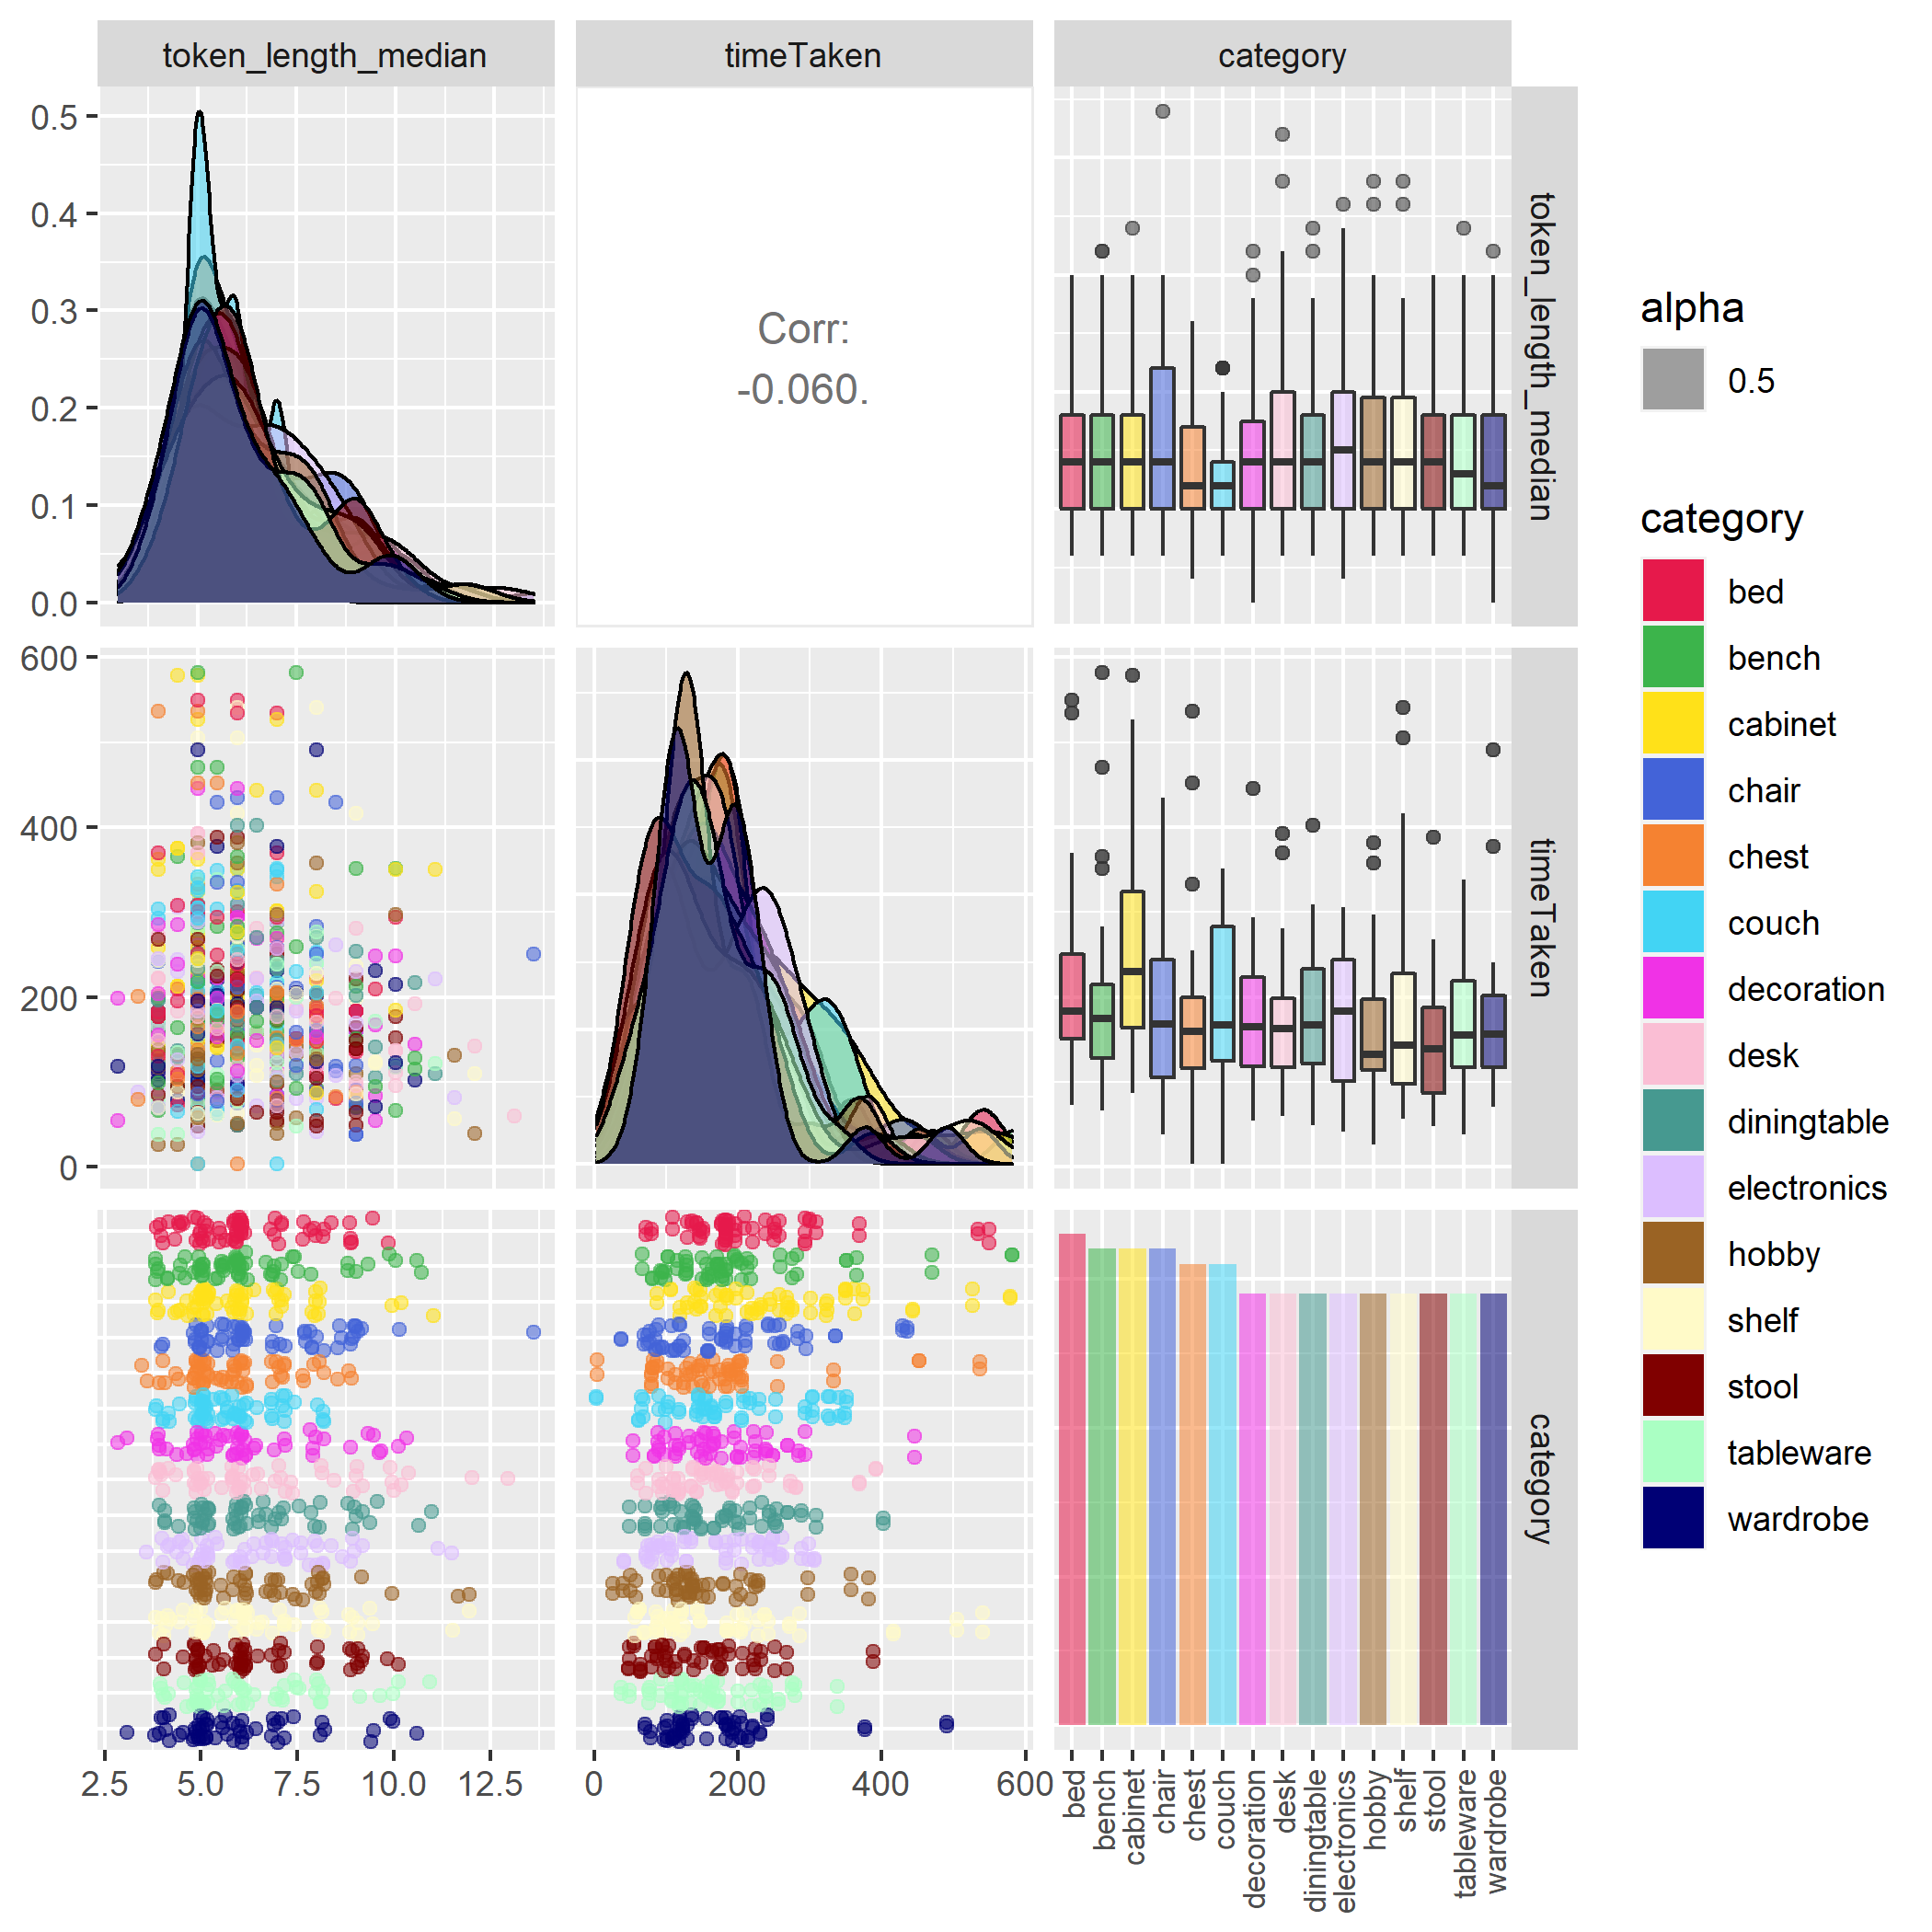 token_length_median
timeTaken
category
0.5
0.4
0.3
0.2
0.1
0.0
Corr:
-0.060.
token_length_median
600
400
200
0
timeTaken
category
2.5
5.0
7.5
10.0
12.5
0
200
400
600
bed
bench
cabinet
chair
chest
couch
decoration
desk
diningtable
electronics
hobby
shelf
stool
tableware
wardrobe
alpha
0.5
category
bed
bench
cabinet
chair
chest
couch
decoration
desk
diningtable
electronics
hobby
shelf
stool
tableware
wardrobe